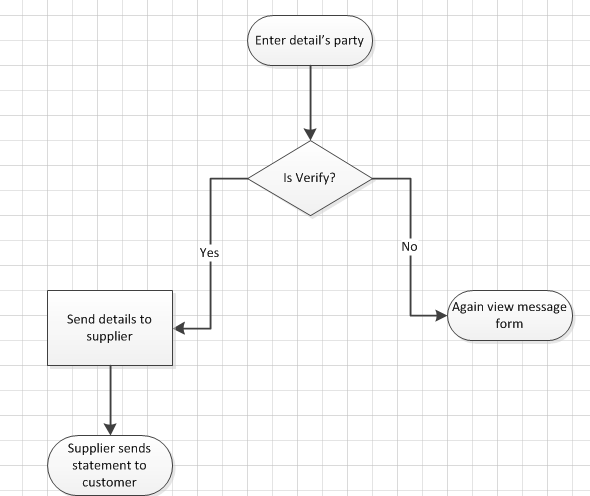 Enter detail's party
Is Verify?
Yes
No
Send details to
supplier
Again view message
form
Supplier sends
statement to
customer